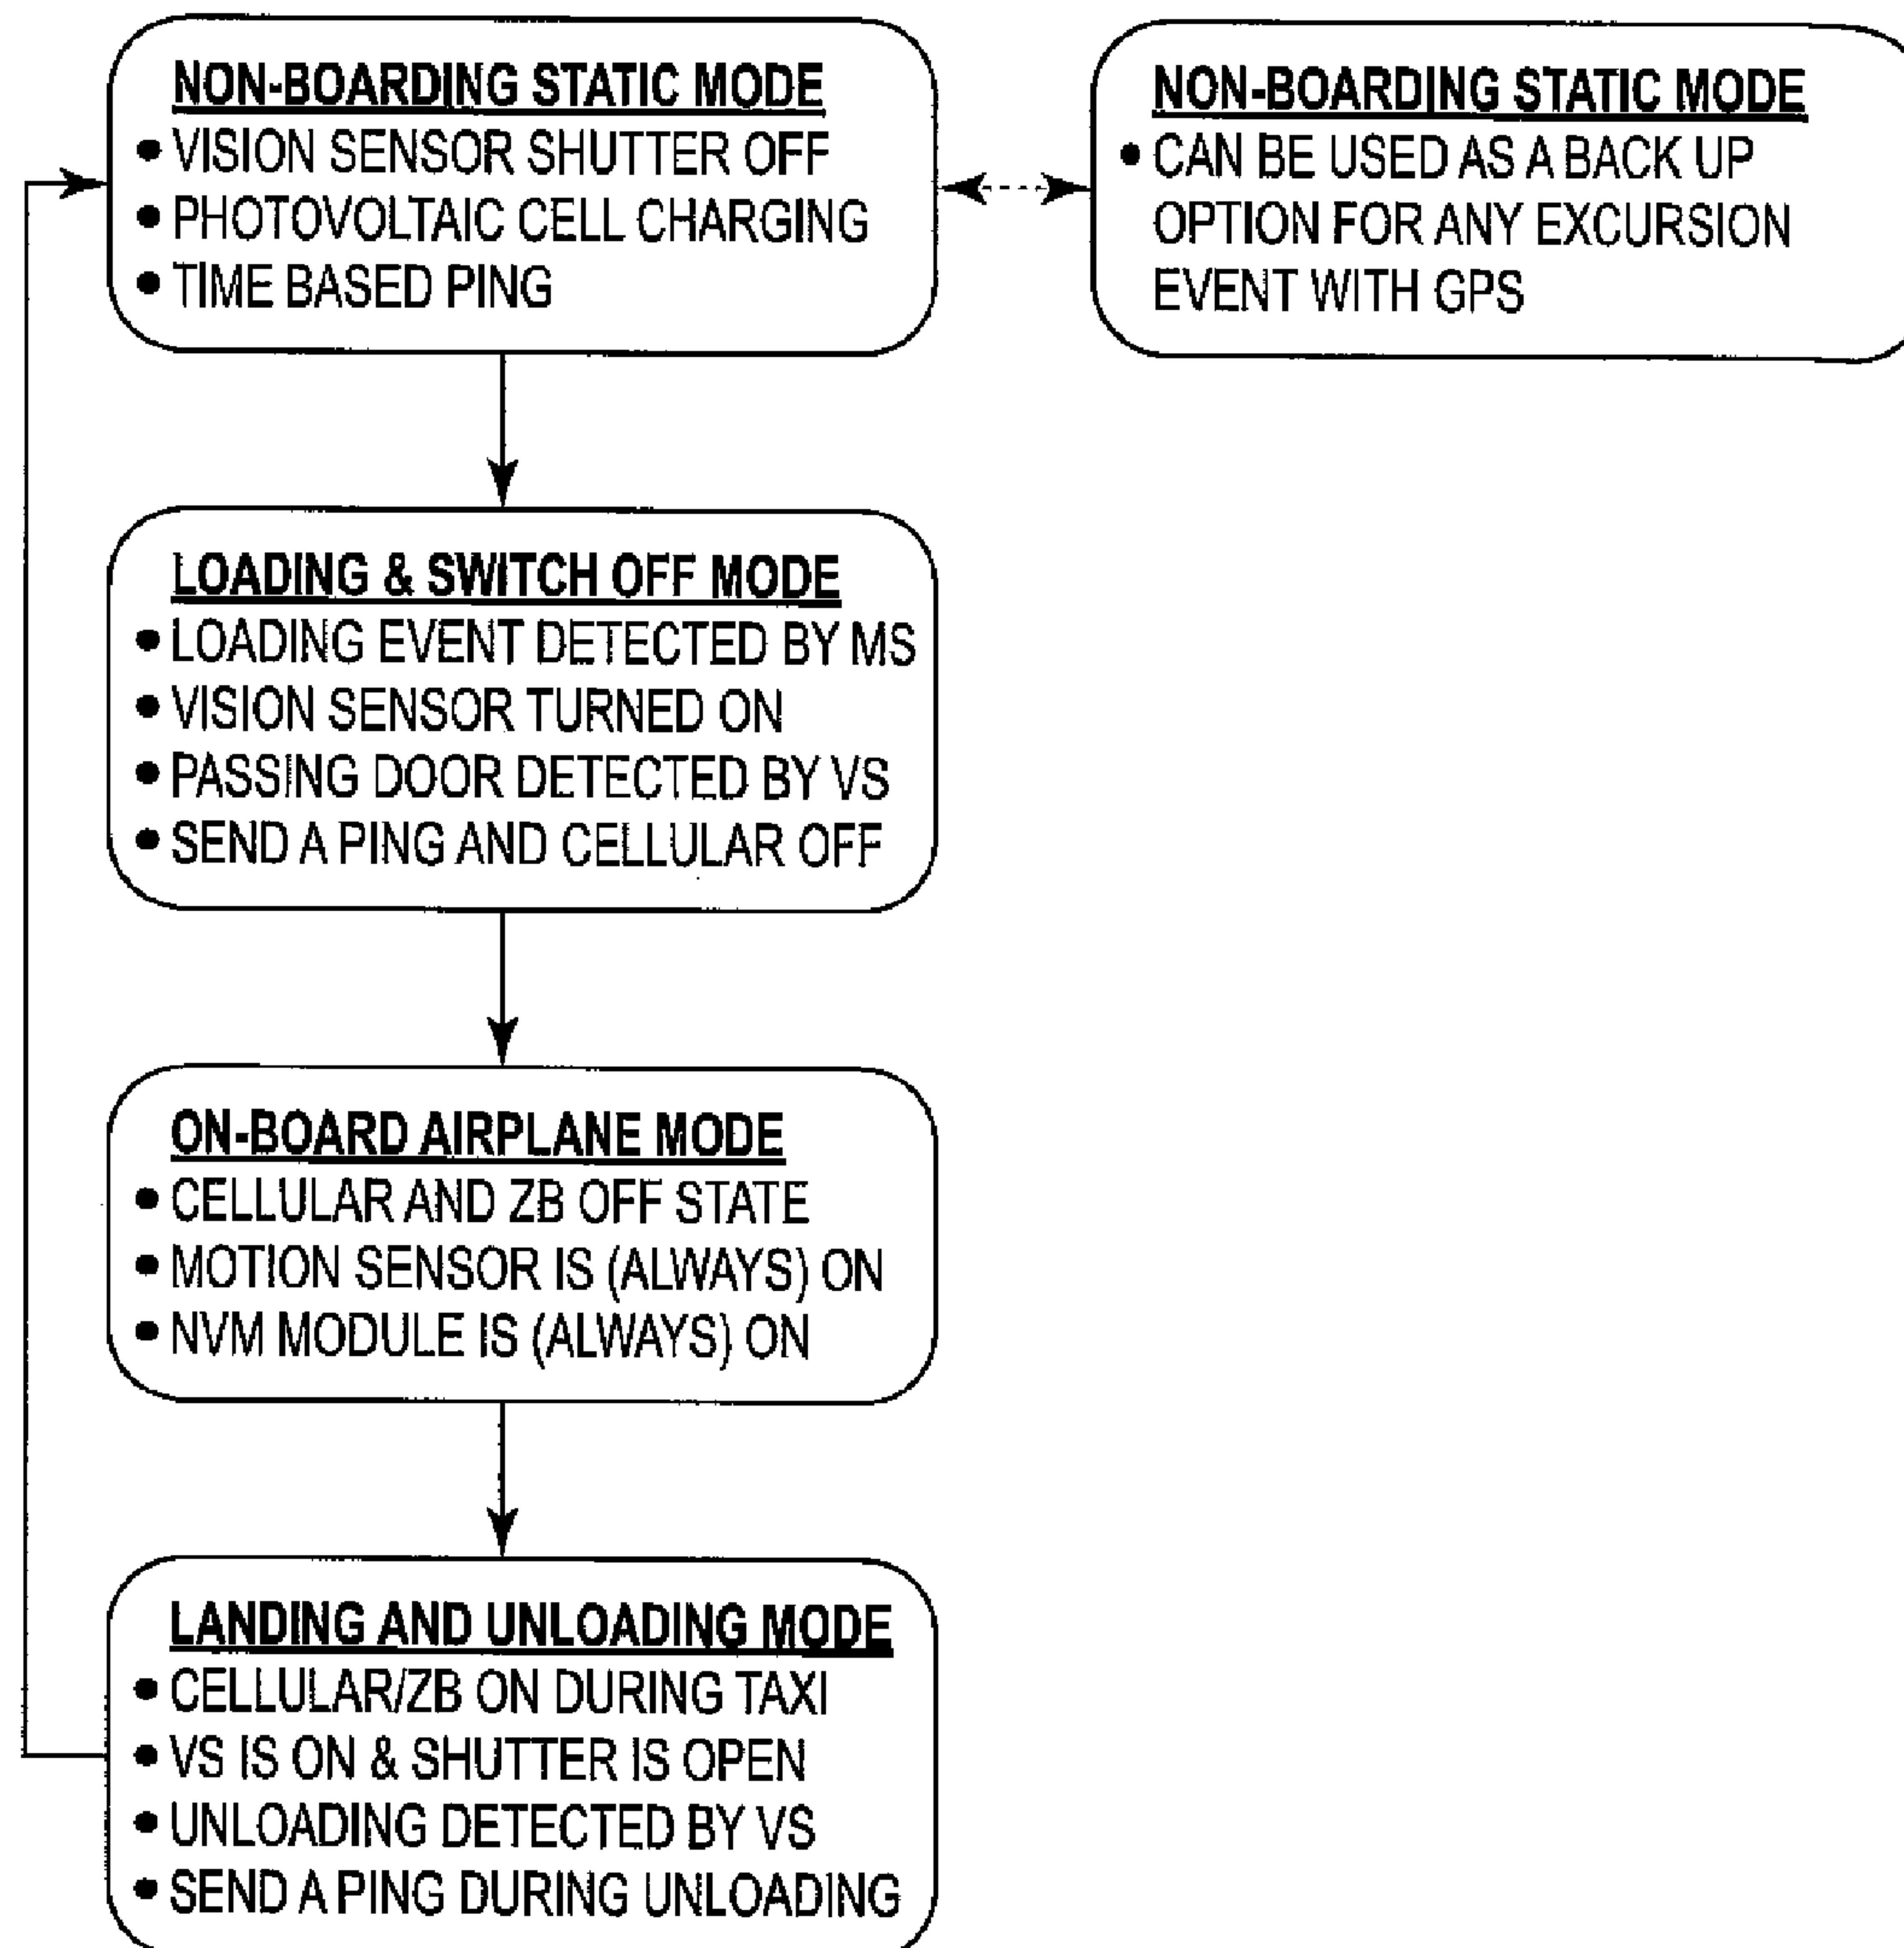 NON-BOARDING STATIC MODE
• VISION SENSOR SHUTTER OFF
• PHOTOVOLTAIC CELL CHARGING
• TIME BASED PING
NON-BOARDING STATIC MODE
• CAN BE USED AS A BACK UP
OPTION FOR ANY EXCURSION
EVENT WITH GPS
LOADING & SWITCH OFF MODE
• LOADING EVENT DETECTED BY MS
• VISION SENSOR TURNED ON
• PASSING DOOR DETECTED BY VS
• SEND A PING AND CELLULAR OFF
ON-BOARD AIRPLANE MODE
• CELLULAR AND ZB OFF STATE
• MOTION SENSOR IS (ALWAYS) ON
• NVM MODULE IS (ALWAYS) ON
LANDING AND UNLOADING MODE
• CELLULAR/ZB ON DURING TAXI
• VS IS ON & SHUTTER IS OPEN
• UNLOADING DETECTED BY VS
• SEND A PING DURING UNLOADING